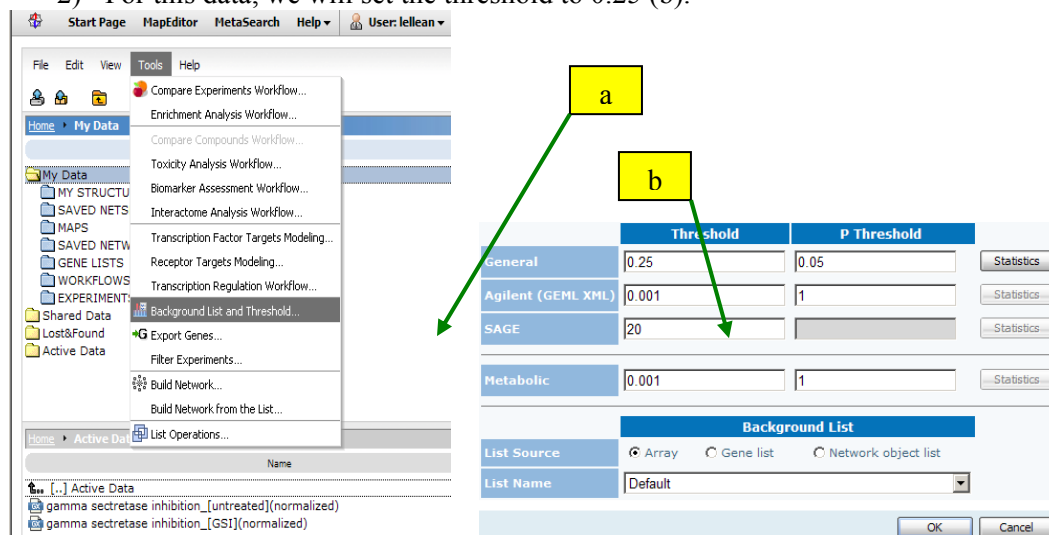 2) For this data, we will set the threshold to 0.25 (b).
Start Page MapEditor MetaSearch Help User: lellean
File Edit View Tools Help
Home My Data
My Data
MY STRUCTU
SAVED NETS
MAPS
SAVED NETW
GENE LISTS
WORKFLOWS
EXPERIMENT
Shared Data
Lost&Found
Active Data
Compare Experiments Workflow...
Enrichment Analysis Workflow...
Compare Compounds Workflow...
Toxicity Analysis Workflow...
Biomarker Assessment Workflow...
Interactome Analysis Workflow...
Transcription Factor Targets Modeling...
Receptor Targets Modeling...
Transcription Regulation Workflow...
Background List and Threshold...
Export Genes...
Filter Experiments...
Build Network...
Build Network from the List...
List Operations...
Home Active Dat
Name
[..] Active Data
gamma sectretase inhibition_[untreated](normalized)
gamma sectretase inhibition_[GSI](normalized)
a
b
Threshold P Threshold
General 0.25 0.05 Statistics
Agilent (GEML XML) 0.001 1 Statistics
SAGE 20 Statistics
Metabolic 0.001 1 Statistics
Background List
List Source Array Gene list Network object list
List Name Default
OK Cancel